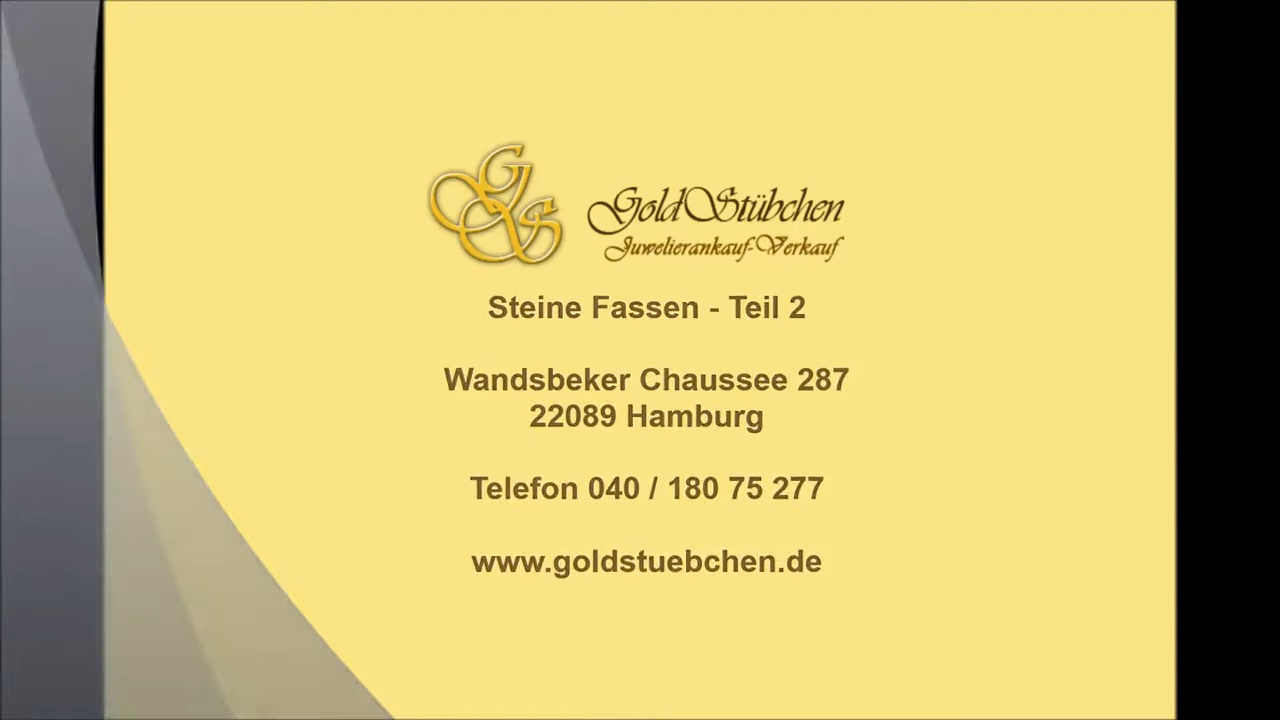 GS
GoldStübchen
Juwelierankauf-Verkauf
Steine Fassen - Teil 2
Wandsbeker Chaussee 287
22089 Hamburg
Telefon 040 / 180 75 277
www.goldstuebchen.de